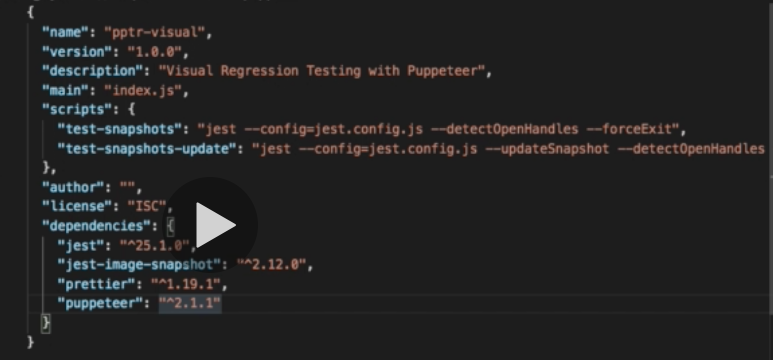 {
"name": "pptr-visual",
"version": "1.0.0",
"description": "Visual Regression Testing with Puppeteer",
"main": "index.js",
"scripts": {
"test-snapshots": "jest --config=jest.config.js --detectOpenHandles --forceExit",
"test-snapshots-update": "jest --config=jest.config.js --updateSnapshot --detectOpenHandles
},
"author": "",
"license": "ISC",
"dependencies": {
"jest": "^25.1.0",
"jest-image-snapshot": "^2.12.0",
"prettier": "^1.19.1",
"puppeteer": "^2.1.1"
}
}